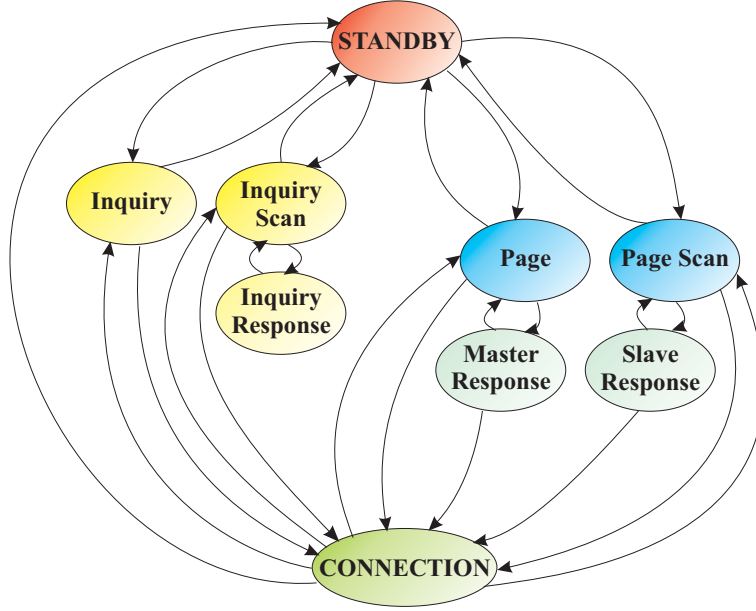 STANDBY
Inquiry
Inquiry
Scan
Inquiry
Response
Page
Page Scan
Master
Response
Slave
Response
CONNECTION